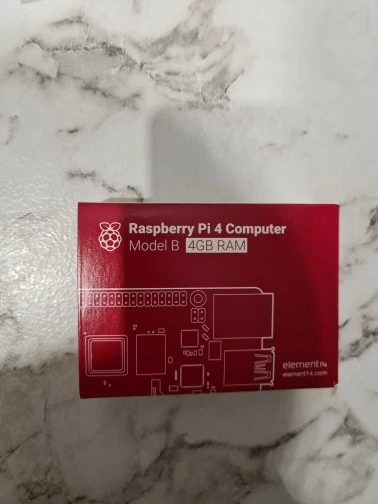 Raspberry Pi 4 Computer
Model B 4GB RAM
element14
element14.com